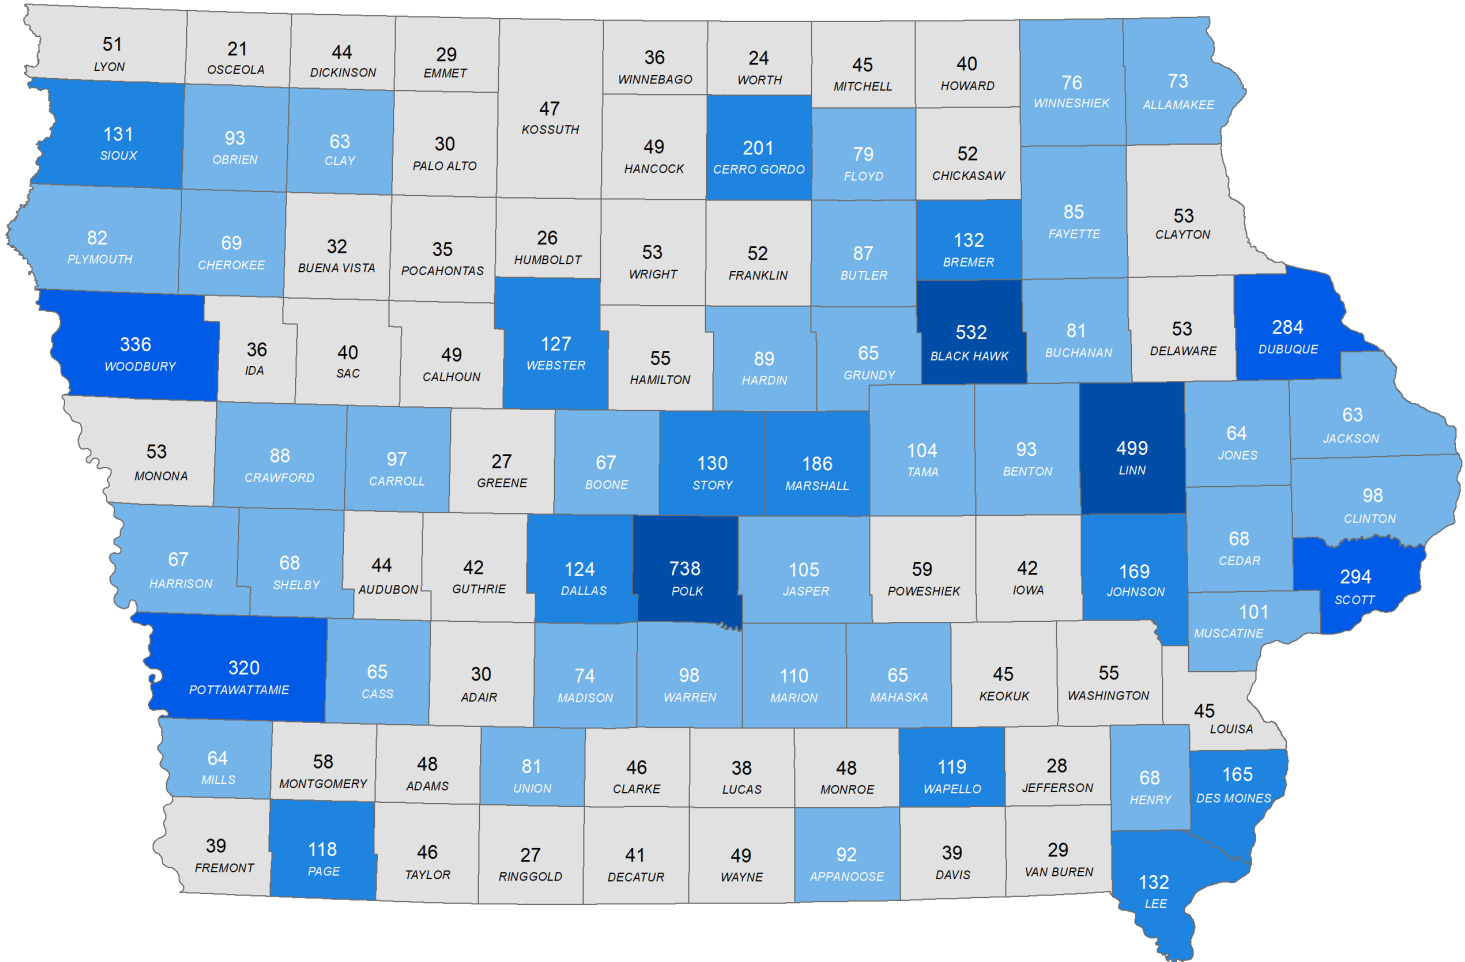 51
LYON
21
OSCEOLA
44
DICKINSON
29
EMMET
47
KOSSUTH
36
WINNEBAGO
24
WORTH
45
MITCHELL
40
HOWARD
76
WINNESHIEK
73
ALLAMAKEE
131
SIOUX
93
OBRIEN
63
CLAY
30
PALO ALTO
49
HANCOCK
201
CERRO GORDO
79
FLOYD
52
CHICKASAW
82
PLYMOUTH
69
CHEROKEE
32
BUENA VISTA
35
POCAHONTAS
26
HUMBOLDT
53
WRIGHT
52
FRANKLIN
87
BUTLER
132
BREMER
85
FAYETTE
53
CLAYTON
336
WOODBURY
36
IDA
40
SAC
49
CALHOUN
127
WEBSTER
55
HAMILTON
89
HARDIN
65
GRUNDY
532
BLACK HAWK
81
BUCHANAN
53
DELAWARE
284
DUBUQUE
53
MONONA
88
CRAWFORD
97
CARROLL
27
GREENE
67
BOONE
130
STORY
186
MARSHALL
104
TAMA
93
BENTON
499
LINN
64
JONES
63
JACKSON
98
CLINTON
67
HARRISON
68
SHELBY
44
AUDUBON
42
GUTHRIE
124
DALLAS
738
POLK
105
JASPER
59
POWESHIEK
42
IOWA
169
JOHNSON
68
CEDAR
294
SCOTT
101
MUSCATINE
320
POTTAWATTAMIE
65
CASS
30
ADAIR
74
MADISON
98
WARREN
110
MARION
65
MAHASKA
45
KEOKUK
55
WASHINGTON
45
LOUISA
64
MILLS
58
MONTGOMERY
48
ADAMS
81
UNION
46
CLARKE
38
LUCAS
48
MONROE
119
WAPELLO
28
JEFFERSON
68
HENRY
165
DES MOINES
39
FREMONT
118
PAGE
46
TAYLOR
27
RINGGOLD
41
DECATUR
49
WAYNE
92
APPANOOSE
39
DAVIS
29
VAN BUREN
132
LEE